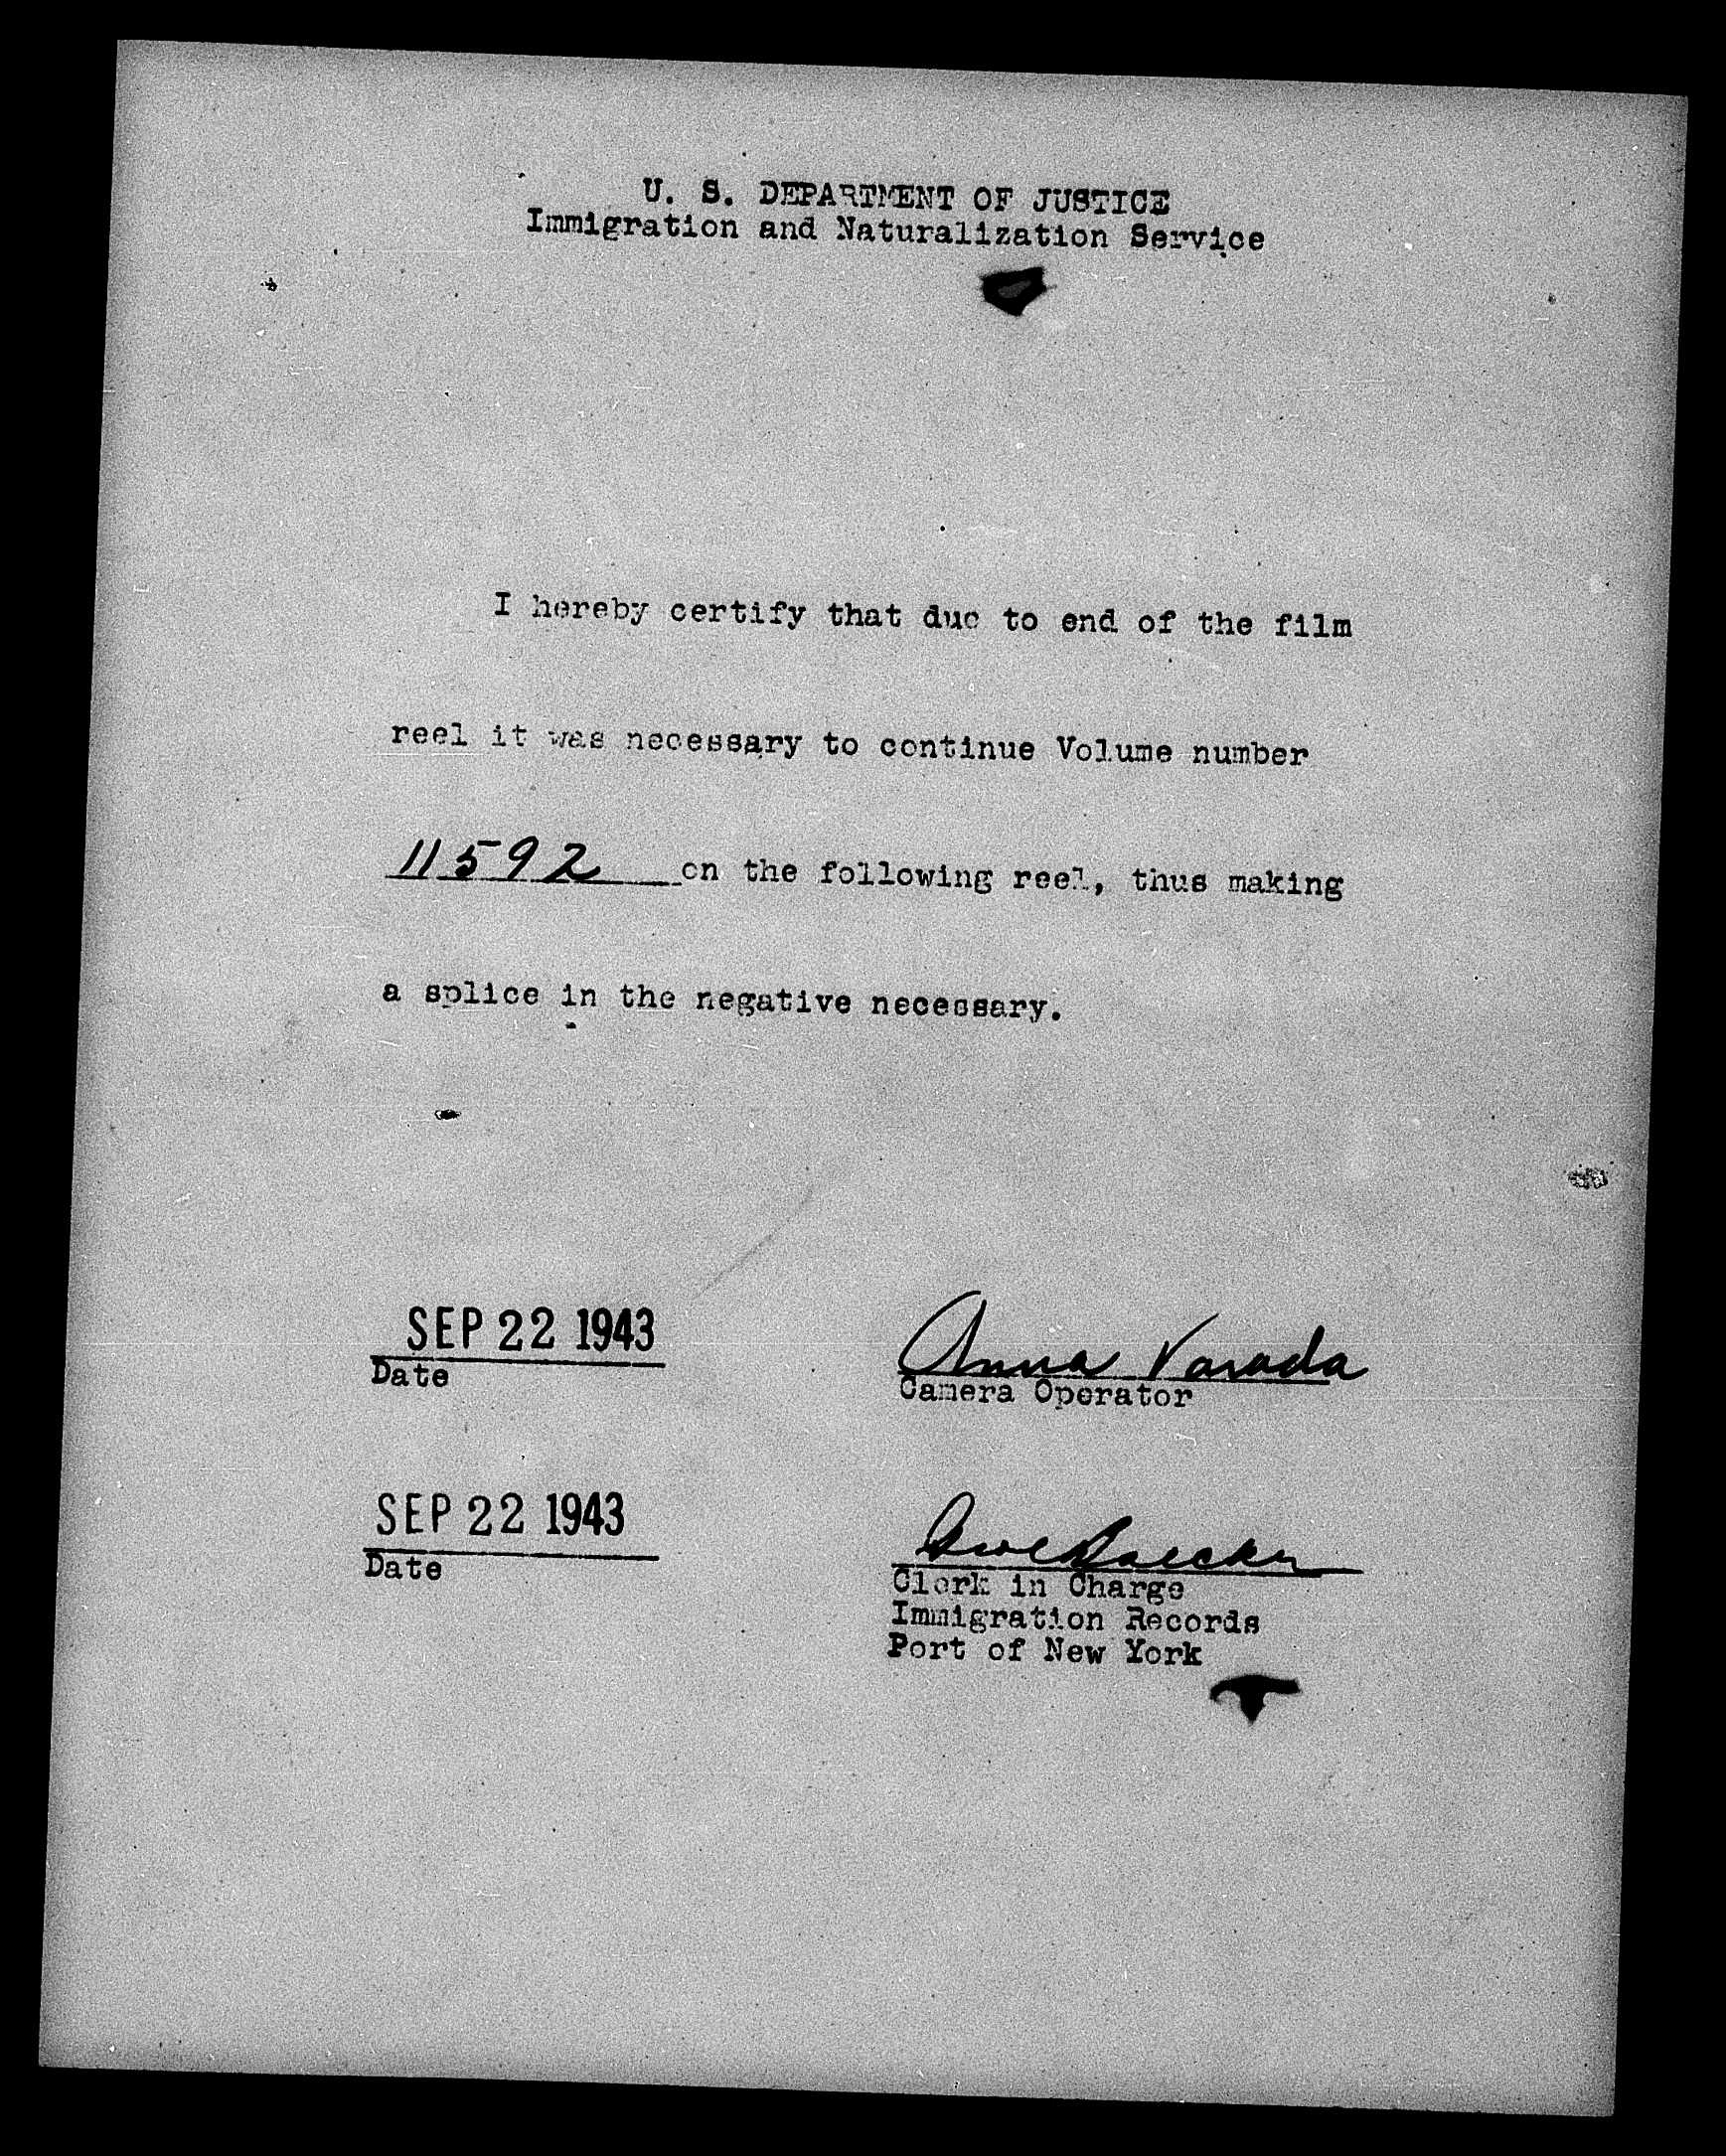 U. S. DEPARTMENT OF JUSTICE
Immigration and Naturalization Service
I hereby certify that due to end of the film
reel it was necessary to continue Volume number
11592 on the following reel, thus making
a splice in the negative necessary.
SEP 22 1943
Date
Anna Varada
Camera Operator
SEP 22 1943
Date
Clerk in Charge
Immigration Records
Port of New York